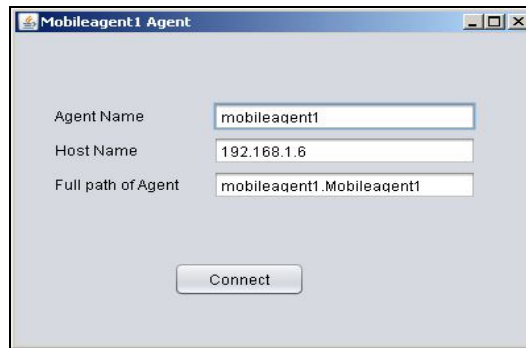 Mobileagent1 Agent
Agent Name mobileagent1
Host Name 192.168.1.6
Full path of Agent mobileagent1.Mobileagent1
Connect